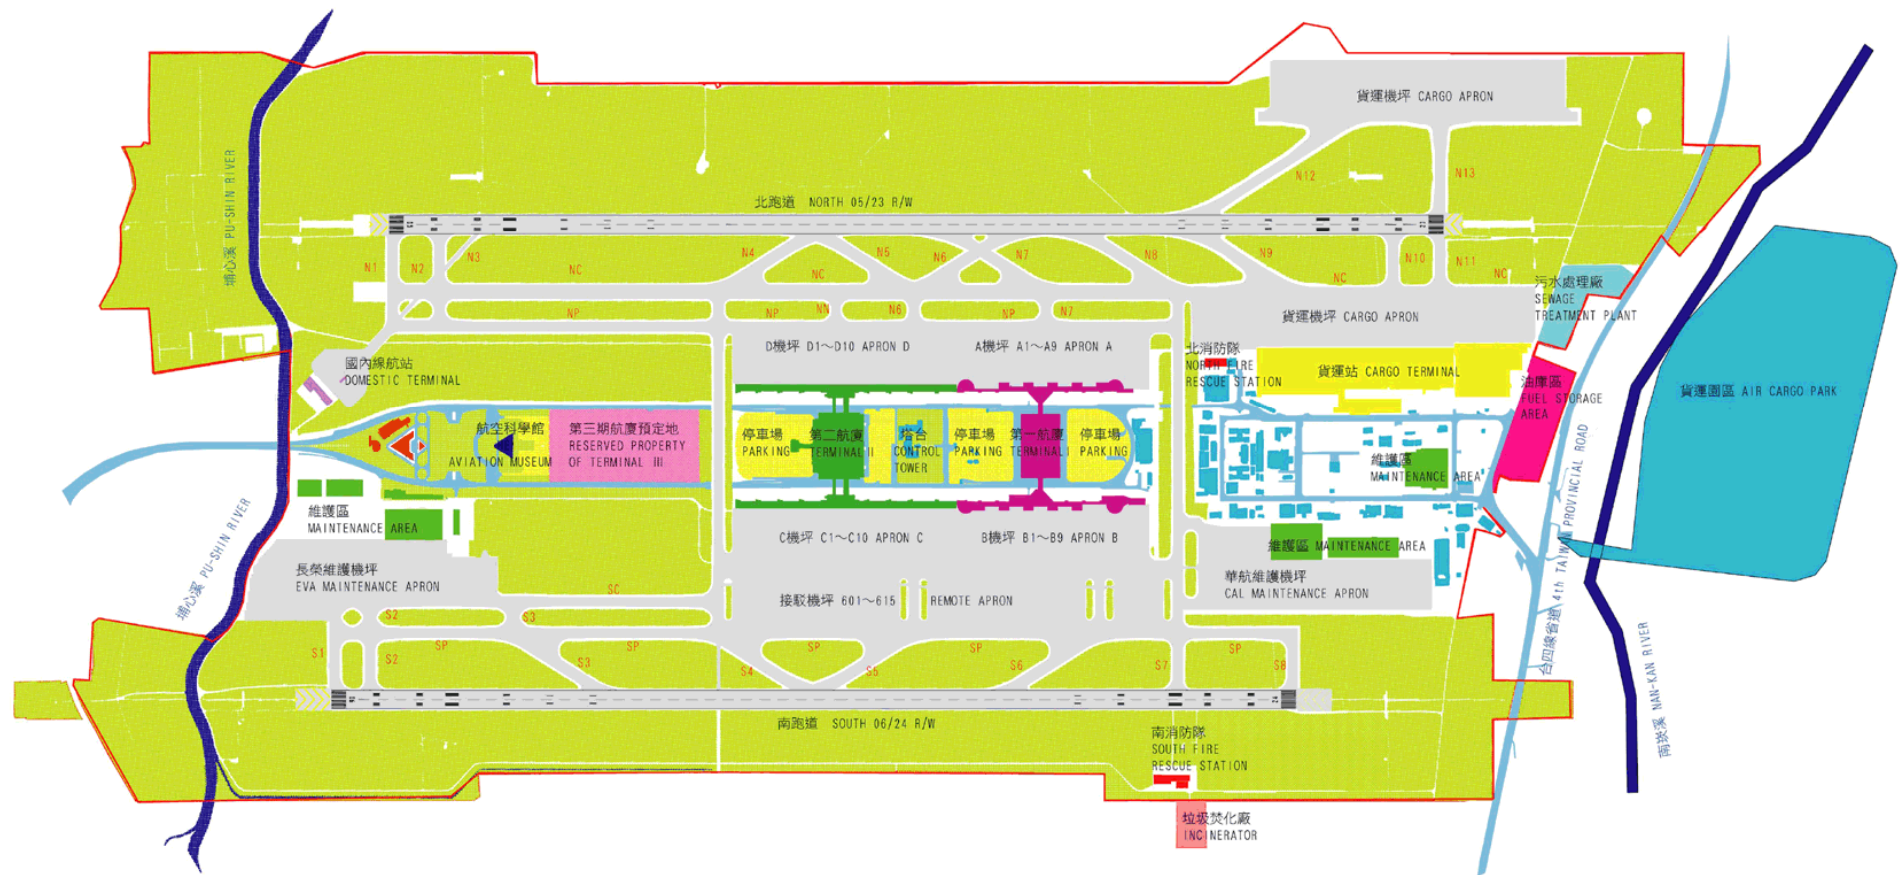 貨運機坪 CARGO APRON
N12
N13
埔心溪 PU-SHIN RIVER
北跑道 NORTH 05/23 R/W
N1
N2
N3
NC
N4
NC
N5
N6
N7
N8
N9
NC
N10
N11
NC
污水處理廠
SEWAGE
TREATMENT PLANT
NP
NP
NN
N6
NP
N7
貨運機坪 CARGO APRON
D機坪 D1～D10 APRON D
A機坪 A1～A9 APRON A
北消防隊
NORTH FIRE
RESCUE STATION
國內線航站
DOMESTIC TERMINAL
貨運站 CARGO TERMINAL
油庫區
FUEL STORAGE
AREA
貨運園區 AIR CARGO PARK
航空科學館
AVIATION MUSEUM
第三期航廈預定地
RESERVED PROPERTY
OF TERMINAL III
停車場
PARKING
第二航廈
TERMINAL II
塔台
CONTROL
TOWER
停車場
PARKING
第一航廈
TERMINAL I
停車場
PARKING
維護區
MAINTENANCE AREA
台四線省道 4th TAIWAN PROVINCIAL ROAD
維護區
MAINTENANCE AREA
埔心溪 PU-SHIN RIVER
C機坪 C1～C10 APRON C
B機坪 B1～B9 APRON B
維護區 MAINTENANCE AREA
長榮維護機坪
EVA MAINTENANCE APRON
華航維護機坪
CAL MAINTENANCE APRON
接駁機坪 601～615 REMOTE APRON
SC
S2
S3
S1
S2
SP
S3
SP
S4
SP
S5
SP
S6
S7
SP
S8
南崁溪 NAN-KAN RIVER
南跑道 SOUTH 06/24 R/W
南消防隊
SOUTH FIRE
RESCUE STATION
垃圾焚化廠
INCINERATOR